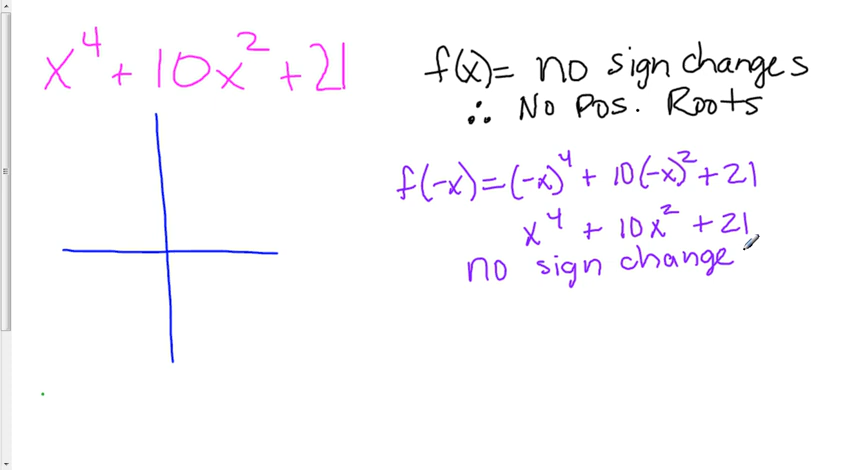 x⁴ + 10x² + 21
f(x) = no sign changes
∴ No Pos. Roots
f(-x) = (-x)⁴ + 10(-x)² + 21
x⁴ + 10x² + 21
no sign change